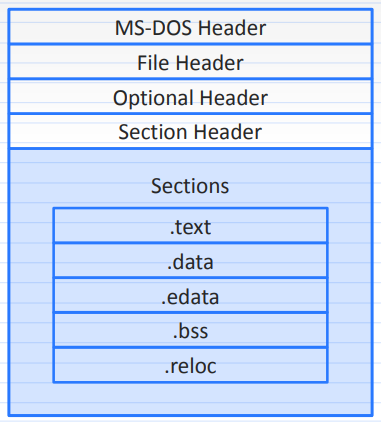 MS-DOS Header
File Header
Optional Header
Section Header
Sections
.text
.data
.edata
.bss
.reloc